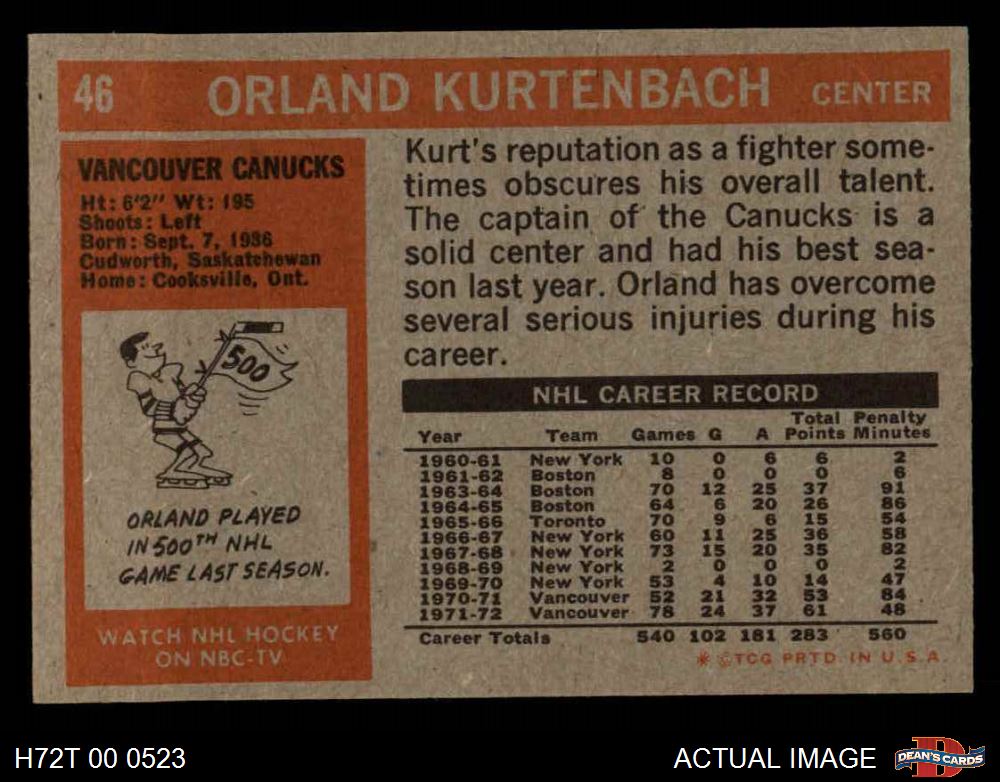 46 ORLAND KURTENBACH CENTER
VANCOUVER CANUCKS
Ht: 6'2" Wt: 195
Shoots: Left
Born: Sept. 7, 1936
Cudworth, Saskatchewan
Home: Cooksville, Ont.
500
ORLAND PLAYED
IN 500TH NHL
GAME LAST SEASON.
WATCH NHL HOCKEY
ON NBC-TV
Kurt's reputation as a fighter some-
times obscures his overall talent.
The captain of the Canucks is a
solid center and had his best sea-
son last year. Orland has overcome
several serious injuries during his
career.
NHL CAREER RECORD
Year Team Games G A Total Points Penalty Minutes
1960-61 New York 10 0 6 6 2
1961-62 Boston 8 0 0 0 6
1963-64 Boston 70 12 25 37 91
1964-65 Boston 64 6 20 26 86
1965-66 Toronto 70 9 6 15 54
1966-67 New York 60 11 25 36 58
1967-68 New York 73 15 20 35 82
1968-69 New York 2 0 0 0 2
1969-70 New York 53 4 10 14 47
1970-71 Vancouver 52 21 32 53 84
1971-72 Vancouver 78 24 37 61 48
Career Totals 540 102 181 283 560
* © TCG PRTD. IN U.S.A.
H72T 00 0523
ACTUAL IMAGE
D
DEAN'S CARDS